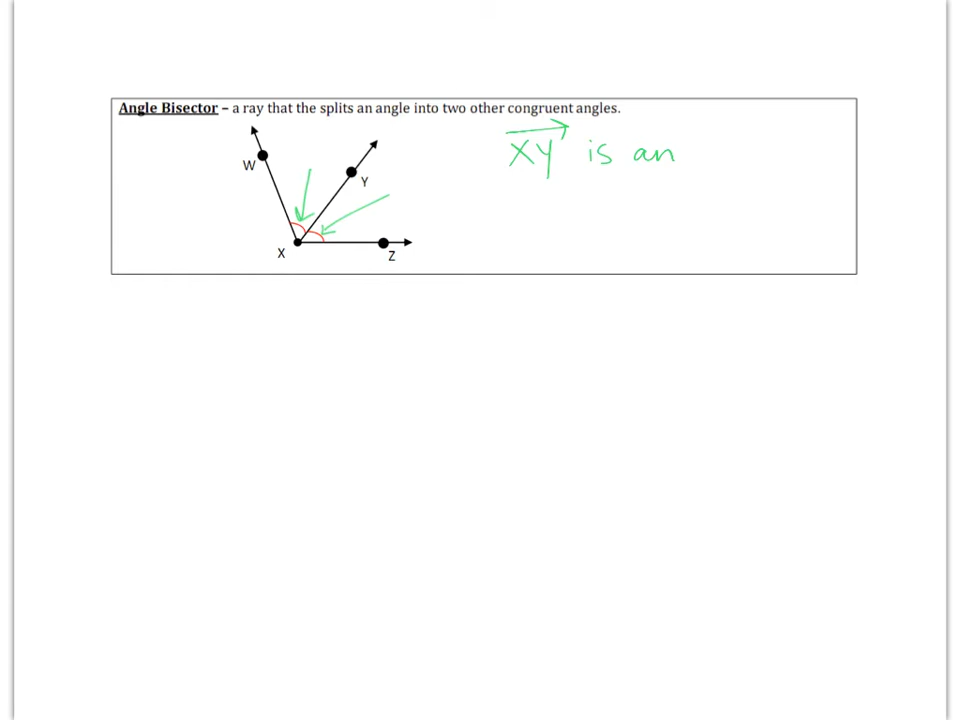 Angle Bisector – a ray that the splits an angle into two other congruent angles.
XY is an
W
Y
X
Z